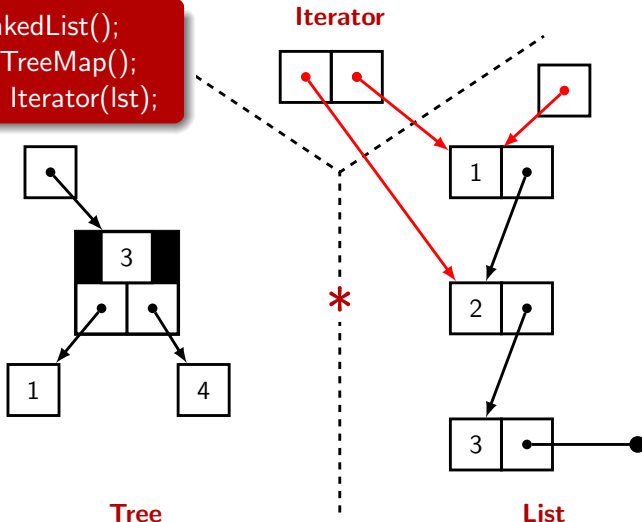 Iterator
kedList();
TreeMap();
Iterator(lst);
1
3
*
2
1
4
3
Tree
List